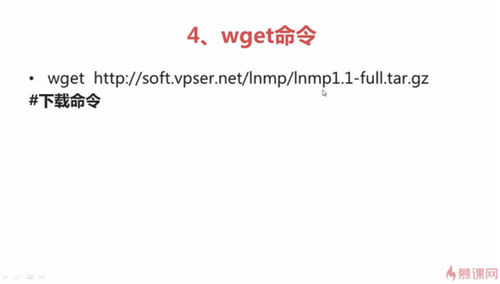 4、wget命令
• wget http://soft.vpser.net/lnmp/lnmp1.1-full.tar.gz
#下载命令
慕课网